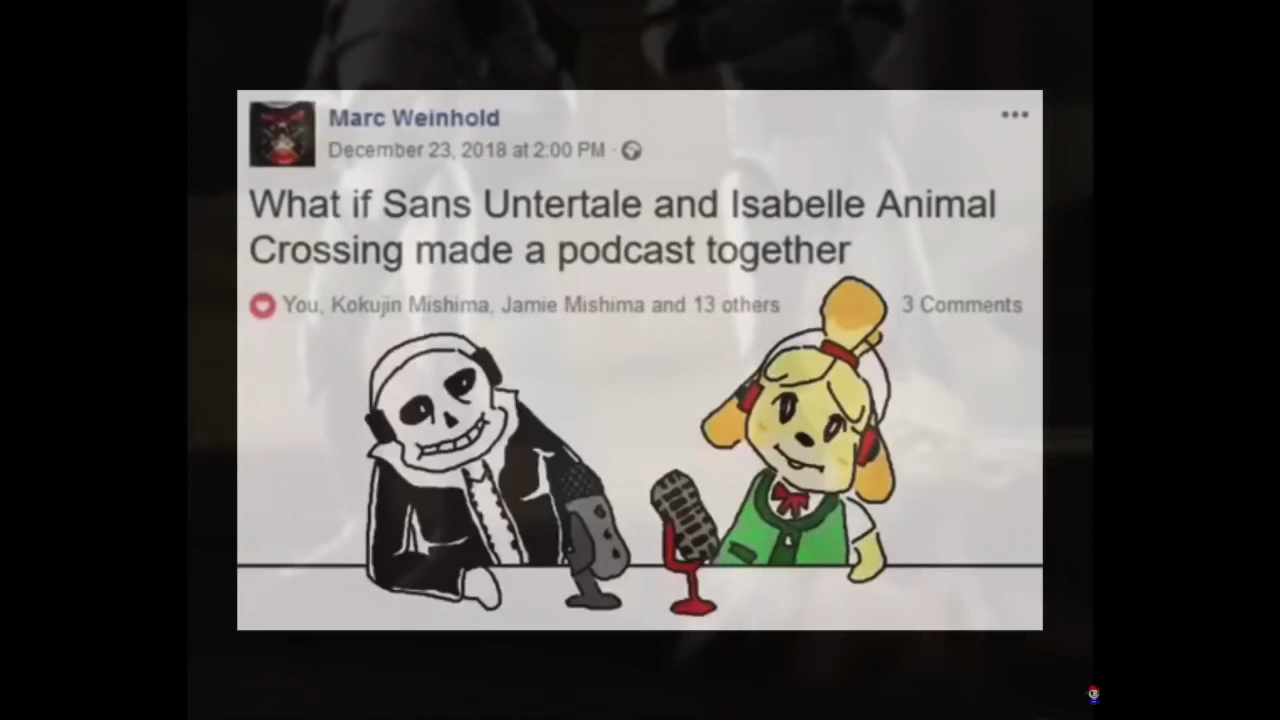 Marc Weinhold
December 23, 2018 at 2:00 PM ·
What if Sans Untertale and Isabelle Animal
Crossing made a podcast together
You, Kokujin Mishima, Jamie Mishima and 13 others
3 Comments